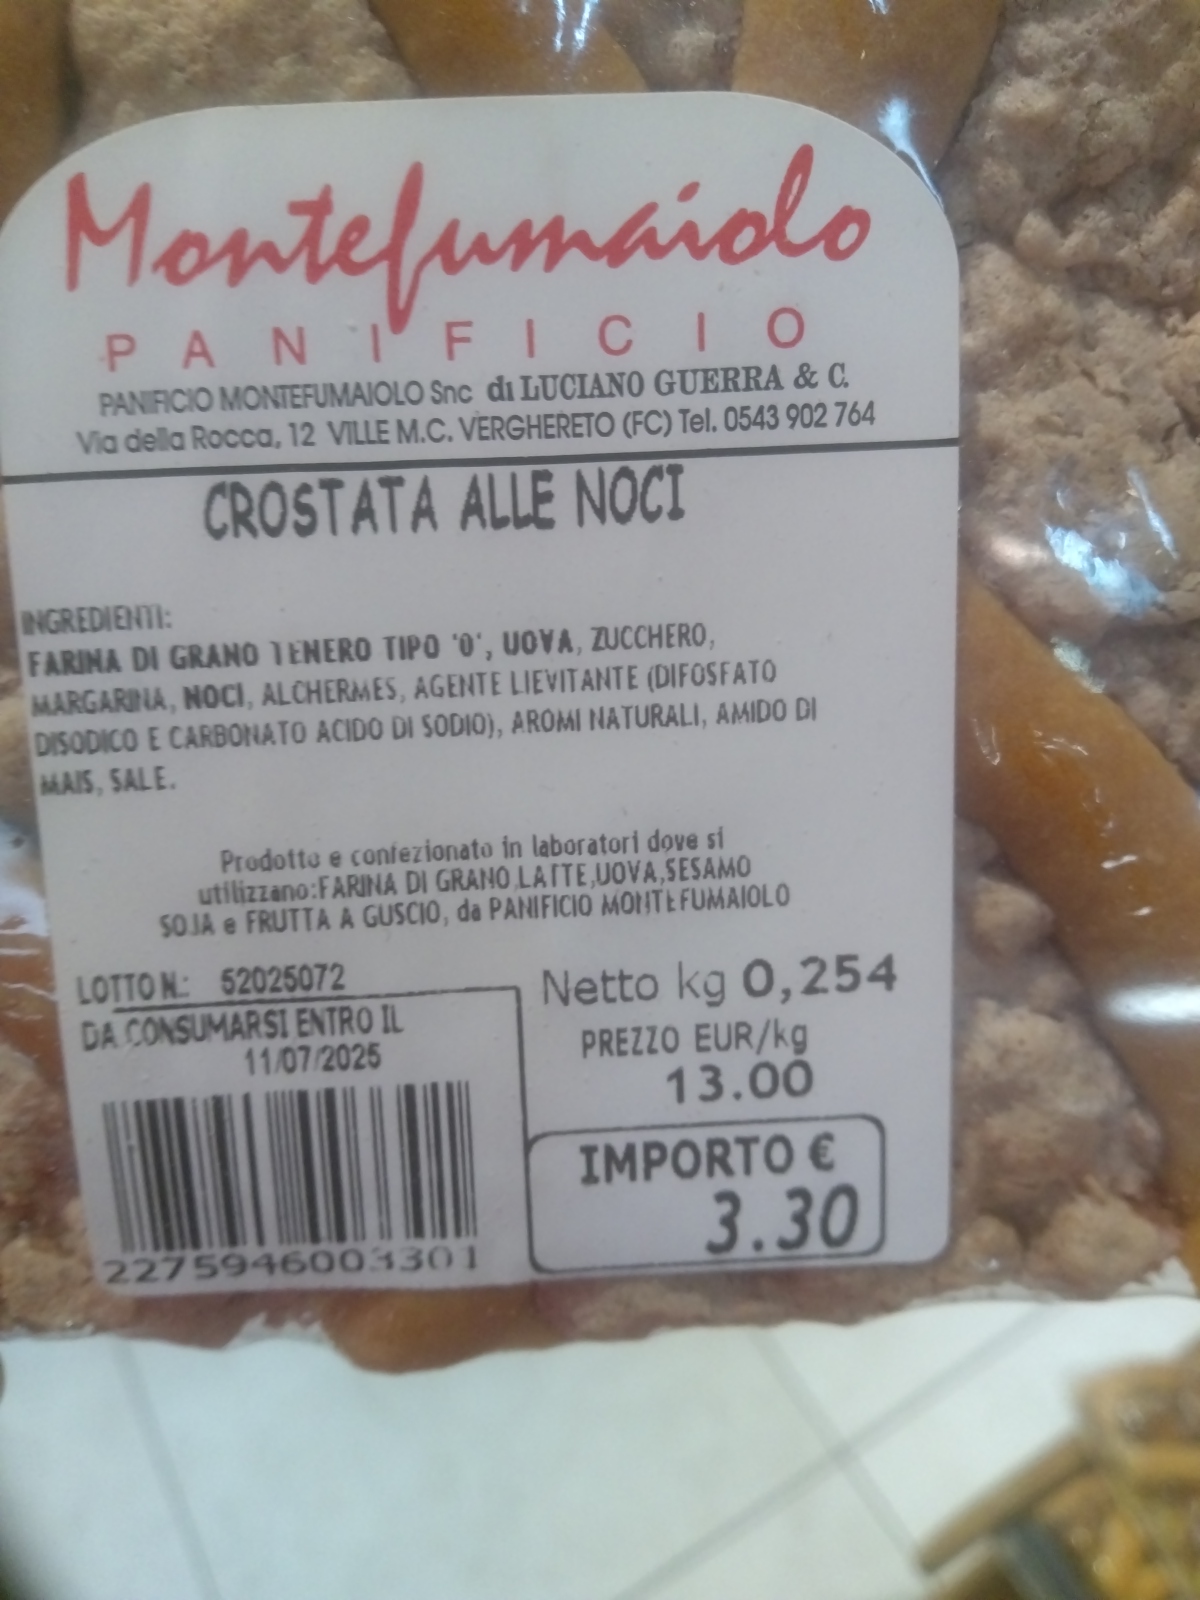 Montefumaiolo
PANIFICIO
PANIFICIO MONTEFUMAIOLO Snc di LUCIANO GUERRA & C.
Via della Rocca, 12 VILLE M.C. VERGHERETO (FC) Tel. 0543 902 764
CROSTATA ALLE NOCI
INGREDIENTI:
FARINA DI GRANO TENERO TIPO '0', UOVA, ZUCCHERO,
MARGARINA, NOCI, ALCHERMES, AGENTE LIEVITANTE (DIFOSFATO
DISODICO E CARBONATO ACIDO DI SODIO), AROMI NATURALI, AMIDO DI
MAIS, SALE.
Prodotto e confezionato in laboratori dove si
utilizzano:FARINA DI GRANO,LATTE,UOVA,SESAMO
SOJA e FRUTTA A GUSCIO, da PANIFICIO MONTEFUMAIOLO
LOTTO N.: 52025072
DA CONSUMARSI ENTRO IL
11/07/2025
2275946003301
Netto kg 0,254
PREZZO EUR/kg
13.00
IMPORTO €
3.30